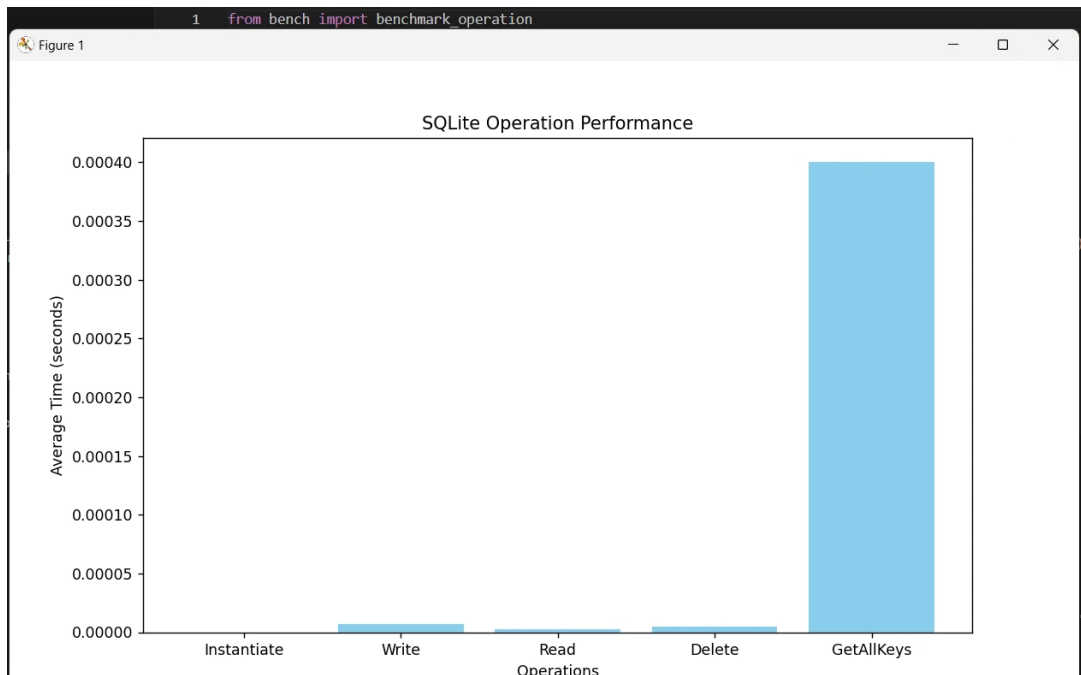 1 from bench import benchmark_operation
Figure 1
SQLite Operation Performance
0.00040
0.00035
0.00030
0.00025
0.00020
0.00015
0.00010
0.00005
0.00000
Average Time (seconds)
Instantiate Write Read Delete GetAllKeys
Operations